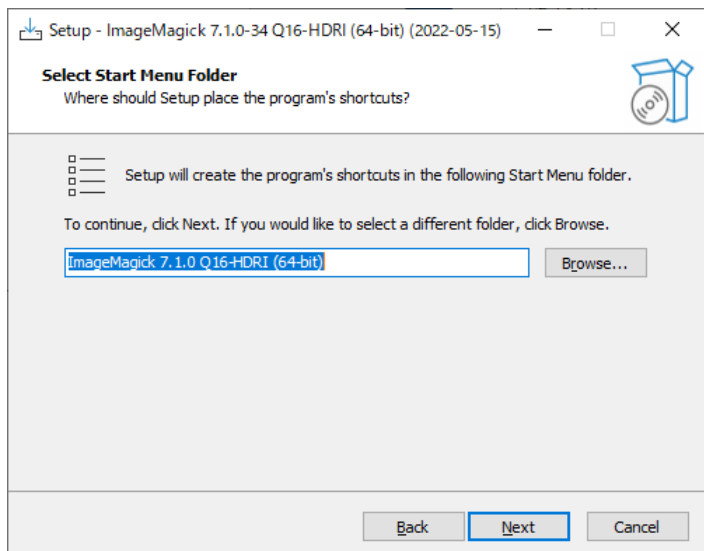 Setup - ImageMagick 7.1.0-34 Q16-HDRI (64-bit) (2022-05-15)
Select Start Menu Folder
Where should Setup place the program's shortcuts?
Setup will create the program's shortcuts in the following Start Menu folder.
To continue, click Next. If you would like to select a different folder, click Browse.
ImageMagick 7.1.0 Q16-HDRI (64-bit)
Browse...
Back
Next
Cancel